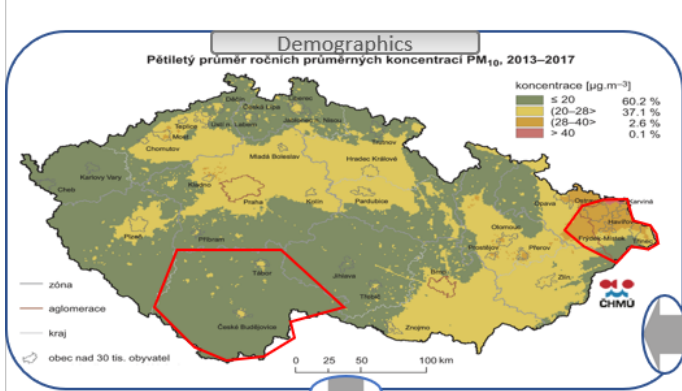 Demographics
Pětiletý průměr ročních průměrných koncentrací PM₁₀, 2013–2017
koncentrace [µg.m⁻³]
≤ 20 60.2 %
(20–28> 37.1 %
(28–40> 2.6 %
> 40 0.1 %
Děčín
Liberec
Česká Lípa
Teplice
Ústí n. Labem
Jablonec n. Nisou
Most
Chomutov
Trutnov
Mladá Boleslav
Hradec Králové
Karlovy Vary
Cheb
Kladno
Praha
Kolín
Pardubice
Opava
Karviná
Havířov
Plzeň
Olomouc
Frýdek-Místek
Třinec
Příbram
Prostějov
Přerov
Tábor
Jihlava
Brno
Zlín
Třebíč
České Budějovice
Znojmo
ČHMÚ
zóna
aglomerace
kraj
obec nad 30 tis. obyvatel
0 25 50 100 km